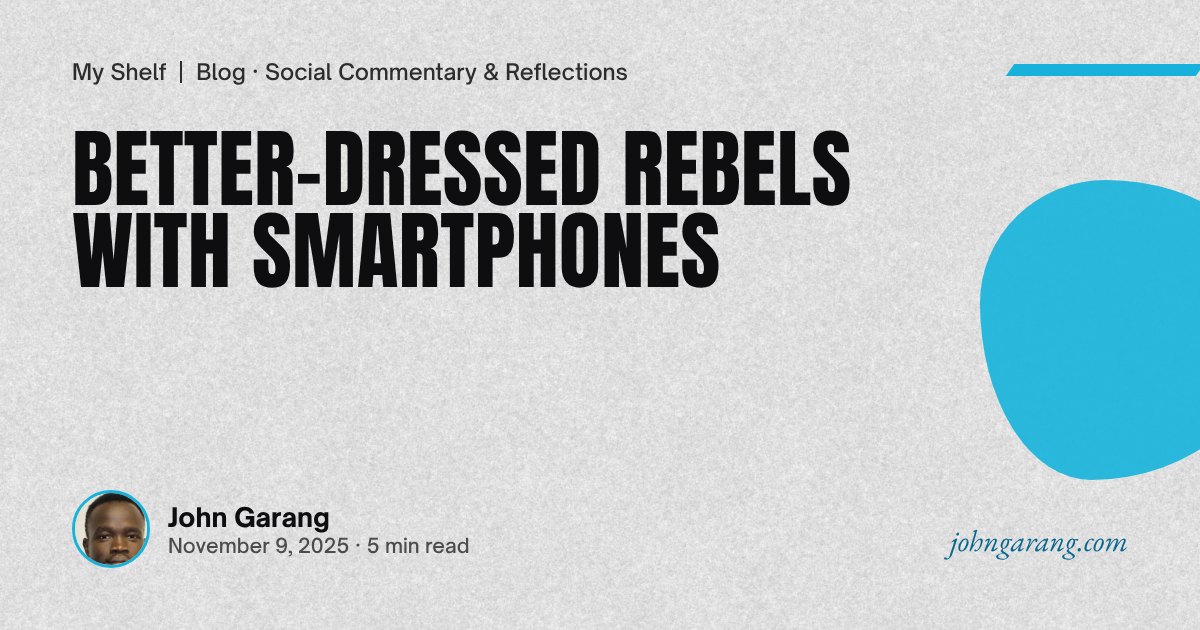 My Shelf | Blog · Social Commentary & Reflections
BETTER-DRESSED REBELS
WITH SMARTPHONES
John Garang
November 9, 2025 · 5 min read
johngarang.com